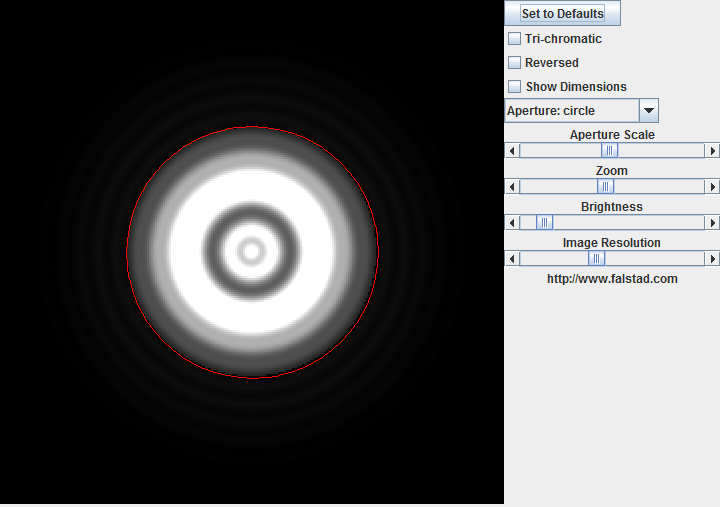 Set to Defaults
Tri-chromatic
Reversed
Show Dimensions
Aperture: circle
Aperture Scale
Zoom
Brightness
Image Resolution
http://www.falstad.com